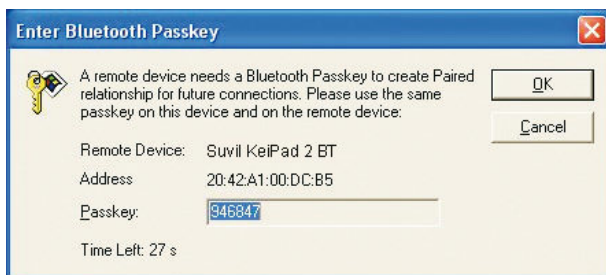 Enter Bluetooth Passkey
A remote device needs a Bluetooth Passkey to create Paired
relationship for future connections. Please use the same
passkey on this device and on the remote device:
OK
Cancel
Remote Device: Suvil KeiPad 2 BT
Address 20:42:A1:00:DC:B5
Passkey: 946847
Time Left: 27 s